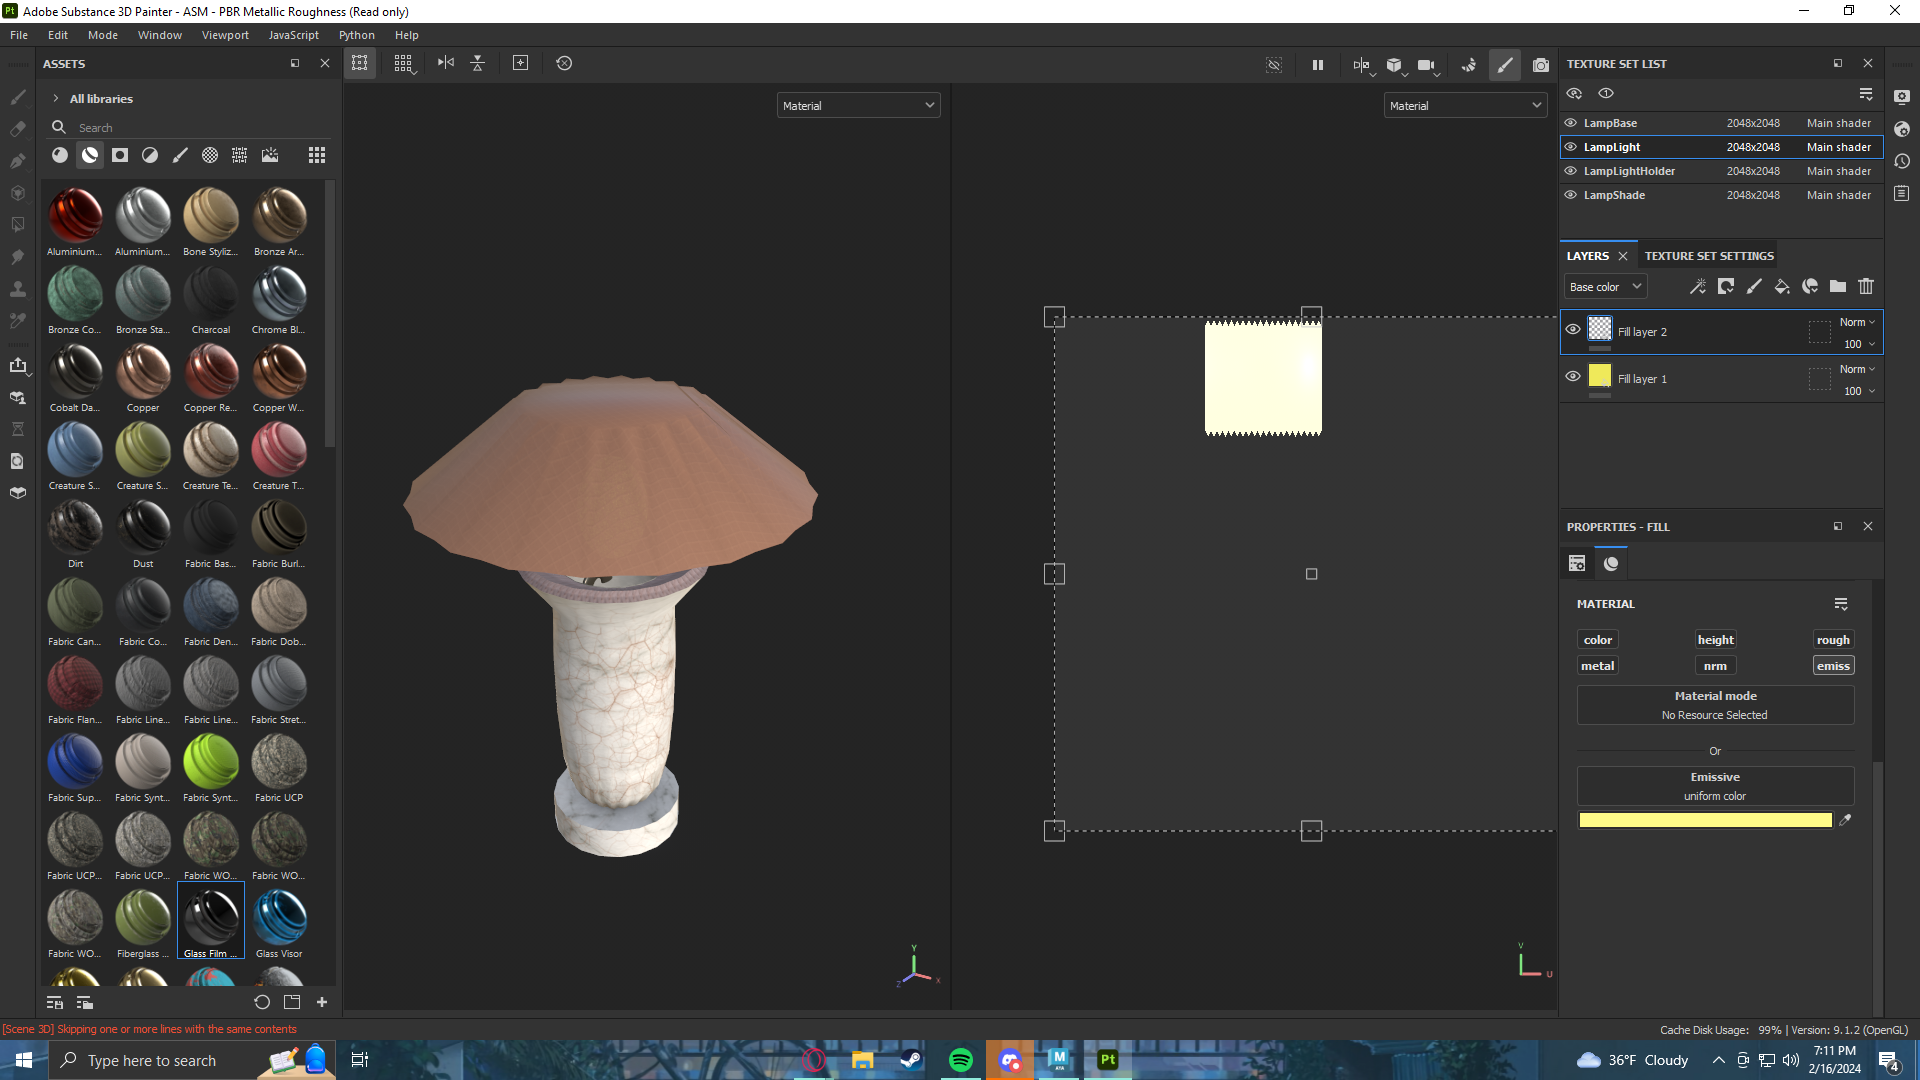 Pt Adobe Substance 3D Painter - ASM - PBR Metallic Roughness (Read only)
File Edit Mode Window Viewport JavaScript Python Help
ASSETS
All libraries
Search
Aluminium... Aluminium... Bone Styliz... Bronze Ar...
Bronze Co... Bronze Sta... Charcoal Chrome Bl...
Cobalt Da... Copper Copper Re... Copper W...
Creature S... Creature S... Creature Te... Creature T...
Dirt Dust Fabric Bas... Fabric Burl...
Fabric Can... Fabric Co... Fabric Den... Fabric Dob...
Fabric Flan... Fabric Line... Fabric Line... Fabric Stret...
Fabric Sup... Fabric Synt... Fabric Synt... Fabric UCP
Fabric UCP... Fabric UCP... Fabric WO... Fabric WO...
Fabric WO... Fiberglass ... Glass Film ... Glass Visor
Material
Y
Z
X
Material
V
U
TEXTURE SET LIST
LampBase 2048x2048 Main shader
LampLight 2048x2048 Main shader
LampLightHolder 2048x2048 Main shader
LampShade 2048x2048 Main shader
LAYERS TEXTURE SET SETTINGS
Base color
Fill layer 2 Norm
100
Fill layer 1 Norm
100
PROPERTIES - FILL
MATERIAL
color height rough
metal nrm emiss
Material mode
No Resource Selected
Or
Emissive
uniform color
[Scene 3D] Skipping one or more lines with the same contents
Cache Disk Usage: 99% | Version: 9.1.2 (OpenGL)
Type here to search
M
Pt
36°F Cloudy
7:11 PM
2/16/2024
4